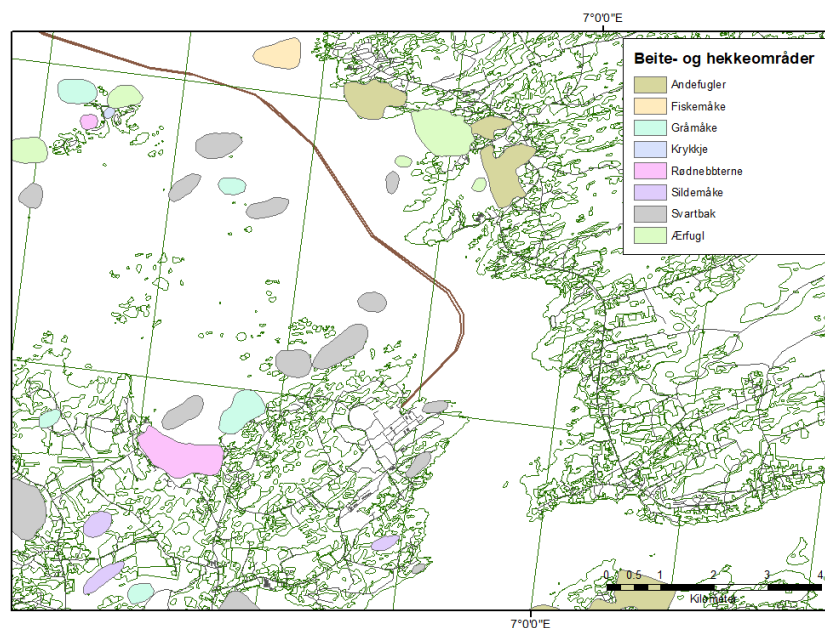 7°0'0"E
Beite- og hekkeområder
Andefugler
Fiskemåke
Gråmåke
Krykkje
Rødnebbterne
Sildemåke
Svartbak
Ærfugl
0 0.5 1 2 3 4
Kilometer
7°0'0"E